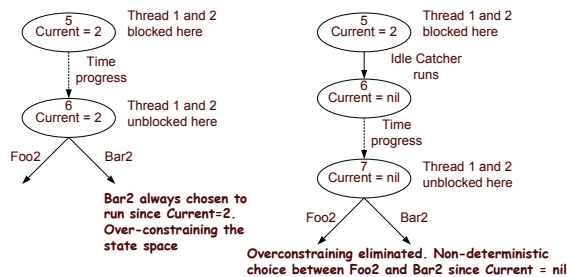 5
Current = 2
Thread 1 and 2
blocked here
Time
progress
6
Current = 2
Thread 1 and 2
unblocked here
Foo2
Bar2
Bar2 always chosen to
run since Current=2.
Over-constraining the
state space
5
Current = 2
Thread 1 and 2
blocked here
Idle Catcher
runs
6
Current = nil
Time
progress
7
Current = nil
Thread 1 and 2
unblocked here
Foo2
Bar2
Overconstraining eliminated. Non-deterministic
choice between Foo2 and Bar2 since Current = nil